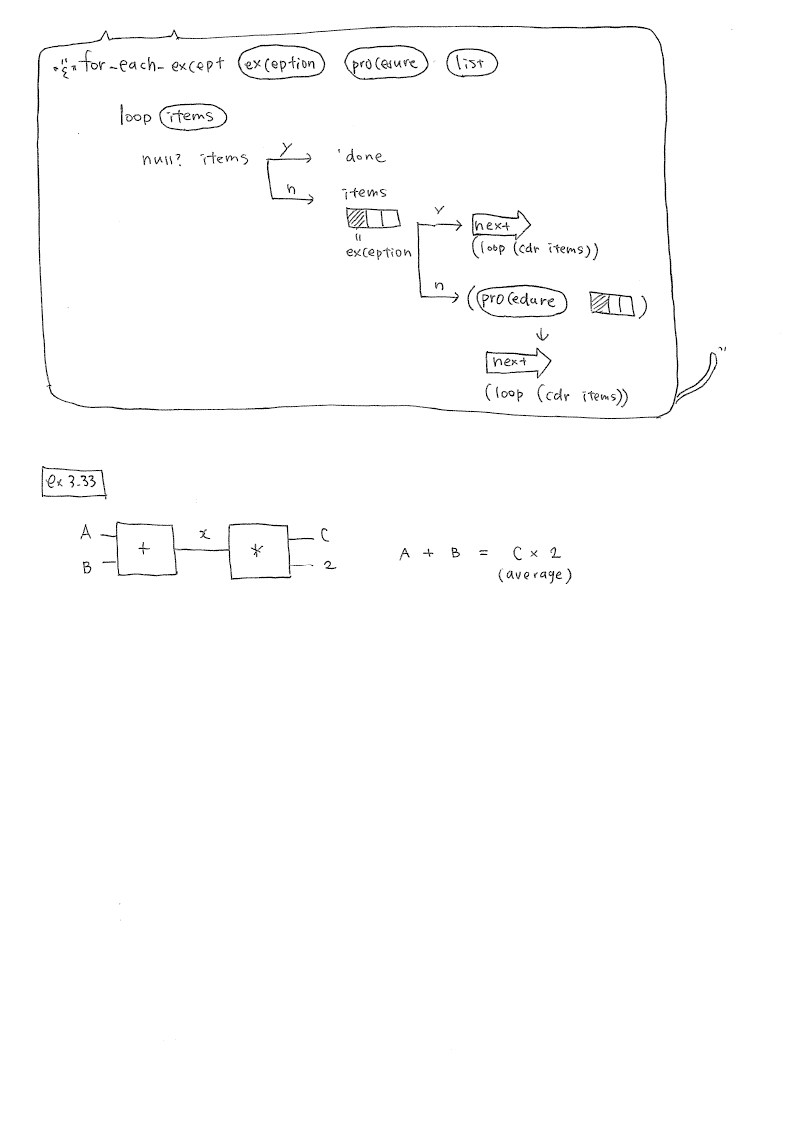 for-each-except exception procesure list
loop items
null? items y 'done
n items
= exception y next
(loop (cdr items))
n (procedure )
↓
next
(loop (cdr items))
ex 3.33
A + x * C
B 2
A + B = C × 2
(average)